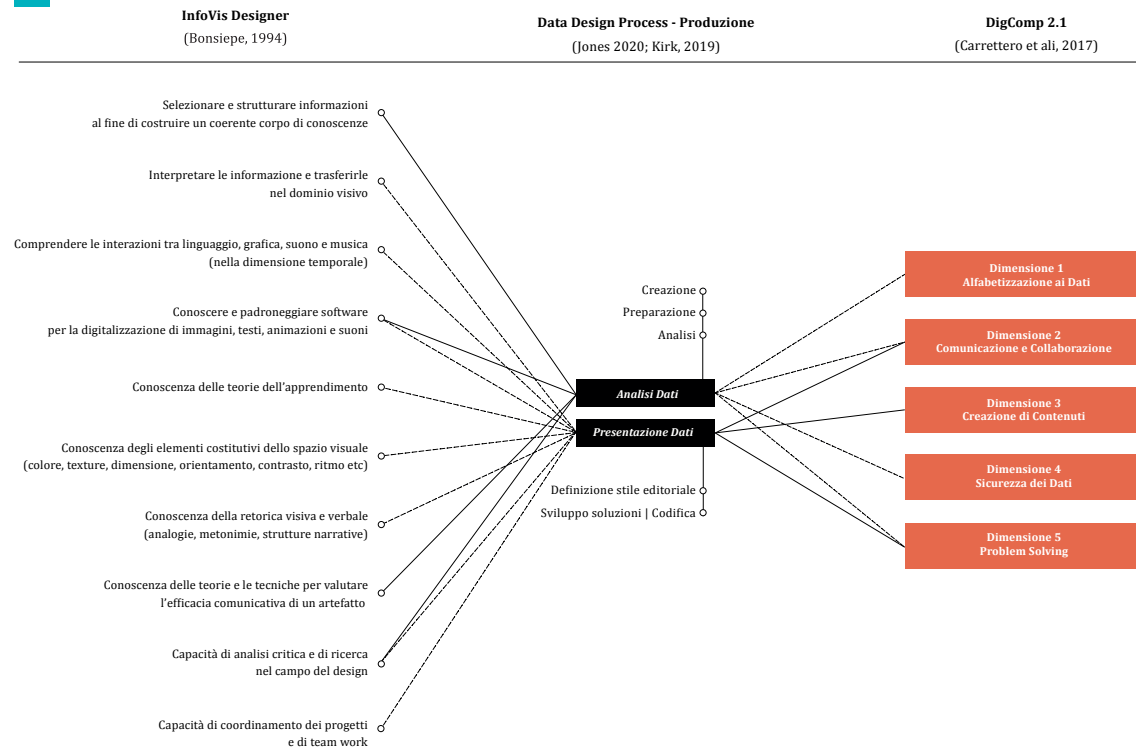 InfoVis Designer
(Bonsiepe, 1994)
Data Design Process - Produzione
(Jones 2020; Kirk, 2019)
DigComp 2.1
(Carrettero et ali, 2017)
Selezionare e strutturare informazioni
al fine di costruire un coerente corpo di conoscenze
Interpretare le informazione e trasferirle
nel dominio visivo
Comprendere le interazioni tra linguaggio, grafica, suono e musica
(nella dimensione temporale)
Conoscere e padroneggiare software
per la digitalizzazione di immagini, testi, animazioni e suoni
Conoscenza delle teorie dell'apprendimento
Conoscenza degli elementi costitutivi dello spazio visuale
(colore, texture, dimensione, orientamento, contrasto, ritmo etc)
Conoscenza della retorica visiva e verbale
(analogie, metonimie, strutture narrative)
Conoscenza delle teorie e le tecniche per valutare
l'efficacia comunicativa di un artefatto
Capacità di analisi critica e di ricerca
nel campo del design
Capacità di coordinamento dei progetti
e di team work
Creazione
Preparazione
Analisi
Analisi Dati
Presentazione Dati
Definizione stile editoriale
Sviluppo soluzioni | Codifica
Dimensione 1
Alfabetizzazione ai Dati
Dimensione 2
Comunicazione e Collaborazione
Dimensione 3
Creazione di Contenuti
Dimensione 4
Sicurezza dei Dati
Dimensione 5
Problem Solving